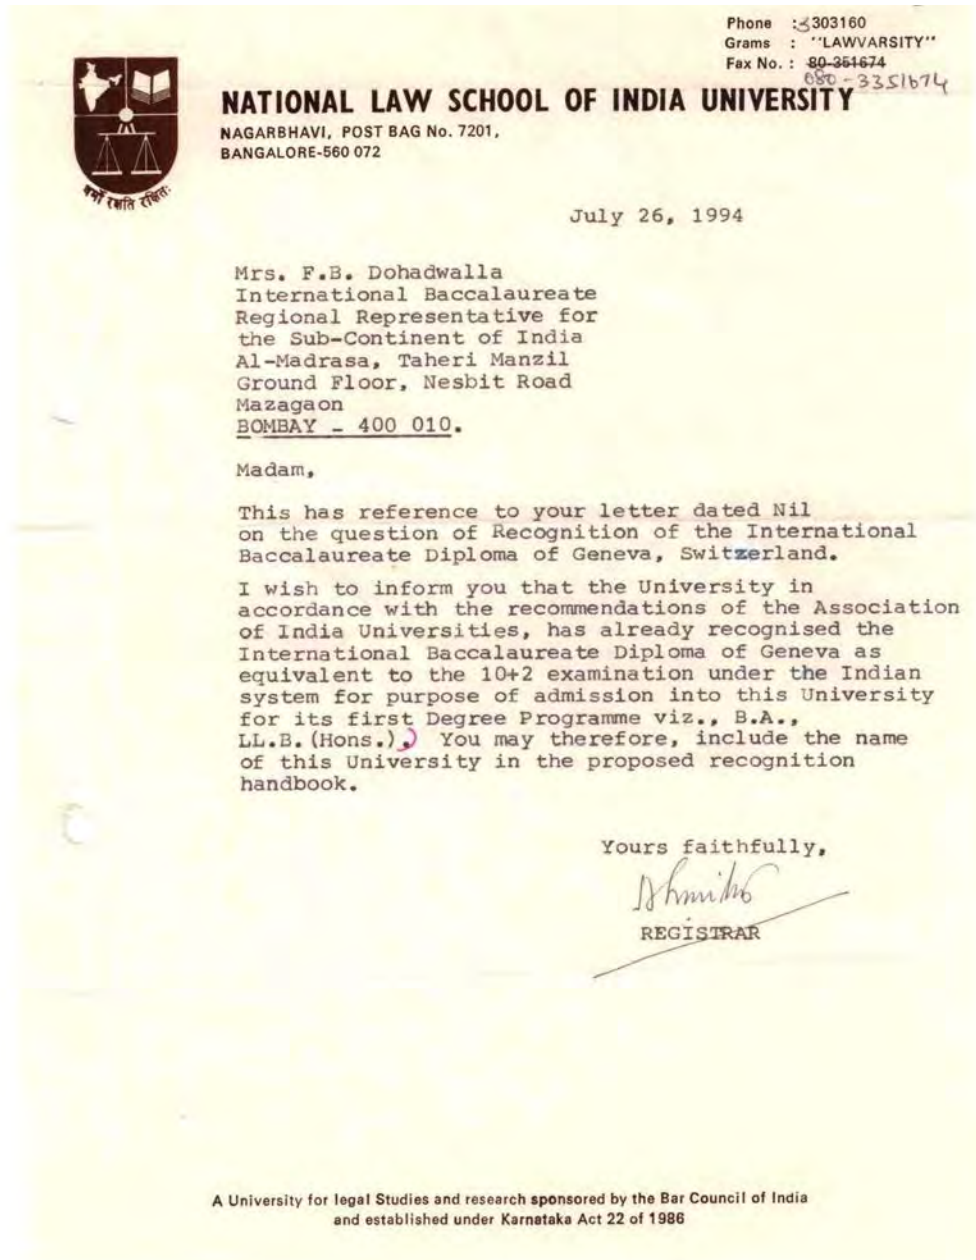 Phone : 3303160
Grams : "LAWVARSITY"
Fax No. : 80-351674
080-3351674
NATIONAL LAW SCHOOL OF INDIA UNIVERSITY
NAGARBHAVI, POST BAG No. 7201,
BANGALORE-560 072
धर्मो रक्षति रक्षितः
July 26, 1994
Mrs. F.B. Dohadwalla
International Baccalaureate
Regional Representative for
the Sub-Continent of India
Al-Madrasa, Taheri Manzil
Ground Floor, Nesbit Road
Mazagaon
BOMBAY - 400 010.
Madam,
This has reference to your letter dated Nil
on the question of Recognition of the International
Baccalaureate Diploma of Geneva, Switzerland.
I wish to inform you that the University in
accordance with the recommendations of the Association
of India Universities, has already recognised the
International Baccalaureate Diploma of Geneva as
equivalent to the 10+2 examination under the Indian
system for purpose of admission into this University
for its first Degree Programme viz., B.A.,
LL.B.(Hons.), You may therefore, include the name
of this University in the proposed recognition
handbook.
Yours faithfully,
REGISTRAR
A University for legal Studies and research sponsored by the Bar Council of India
and established under Karnataka Act 22 of 1986